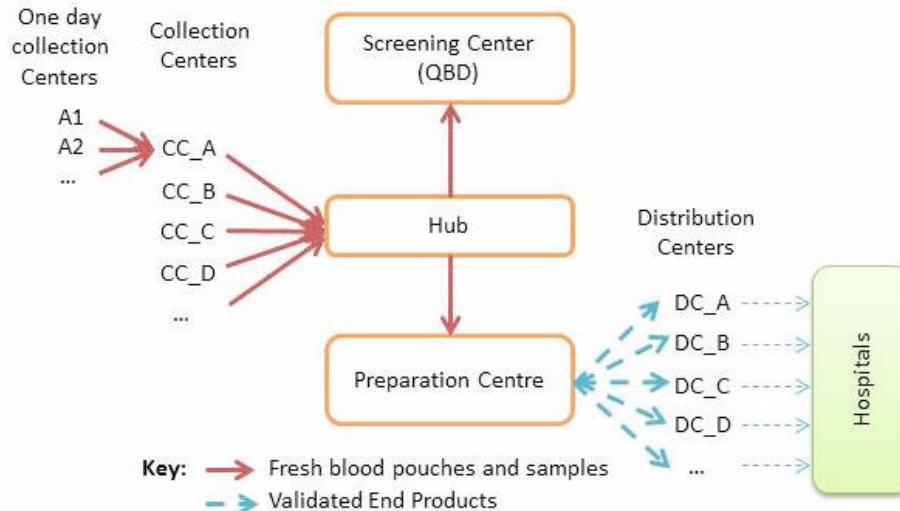 One day
collection
Centers
A1
A2
...
Collection
Centers
CC_A
CC_B
CC_C
CC_D
...
Screening Center
(QBD)
Hub
Preparation Centre
Distribution
Centers
DC_A
DC_B
DC_C
DC_D
...
Hospitals
Key:
Fresh blood pouches and samples
Validated End Products